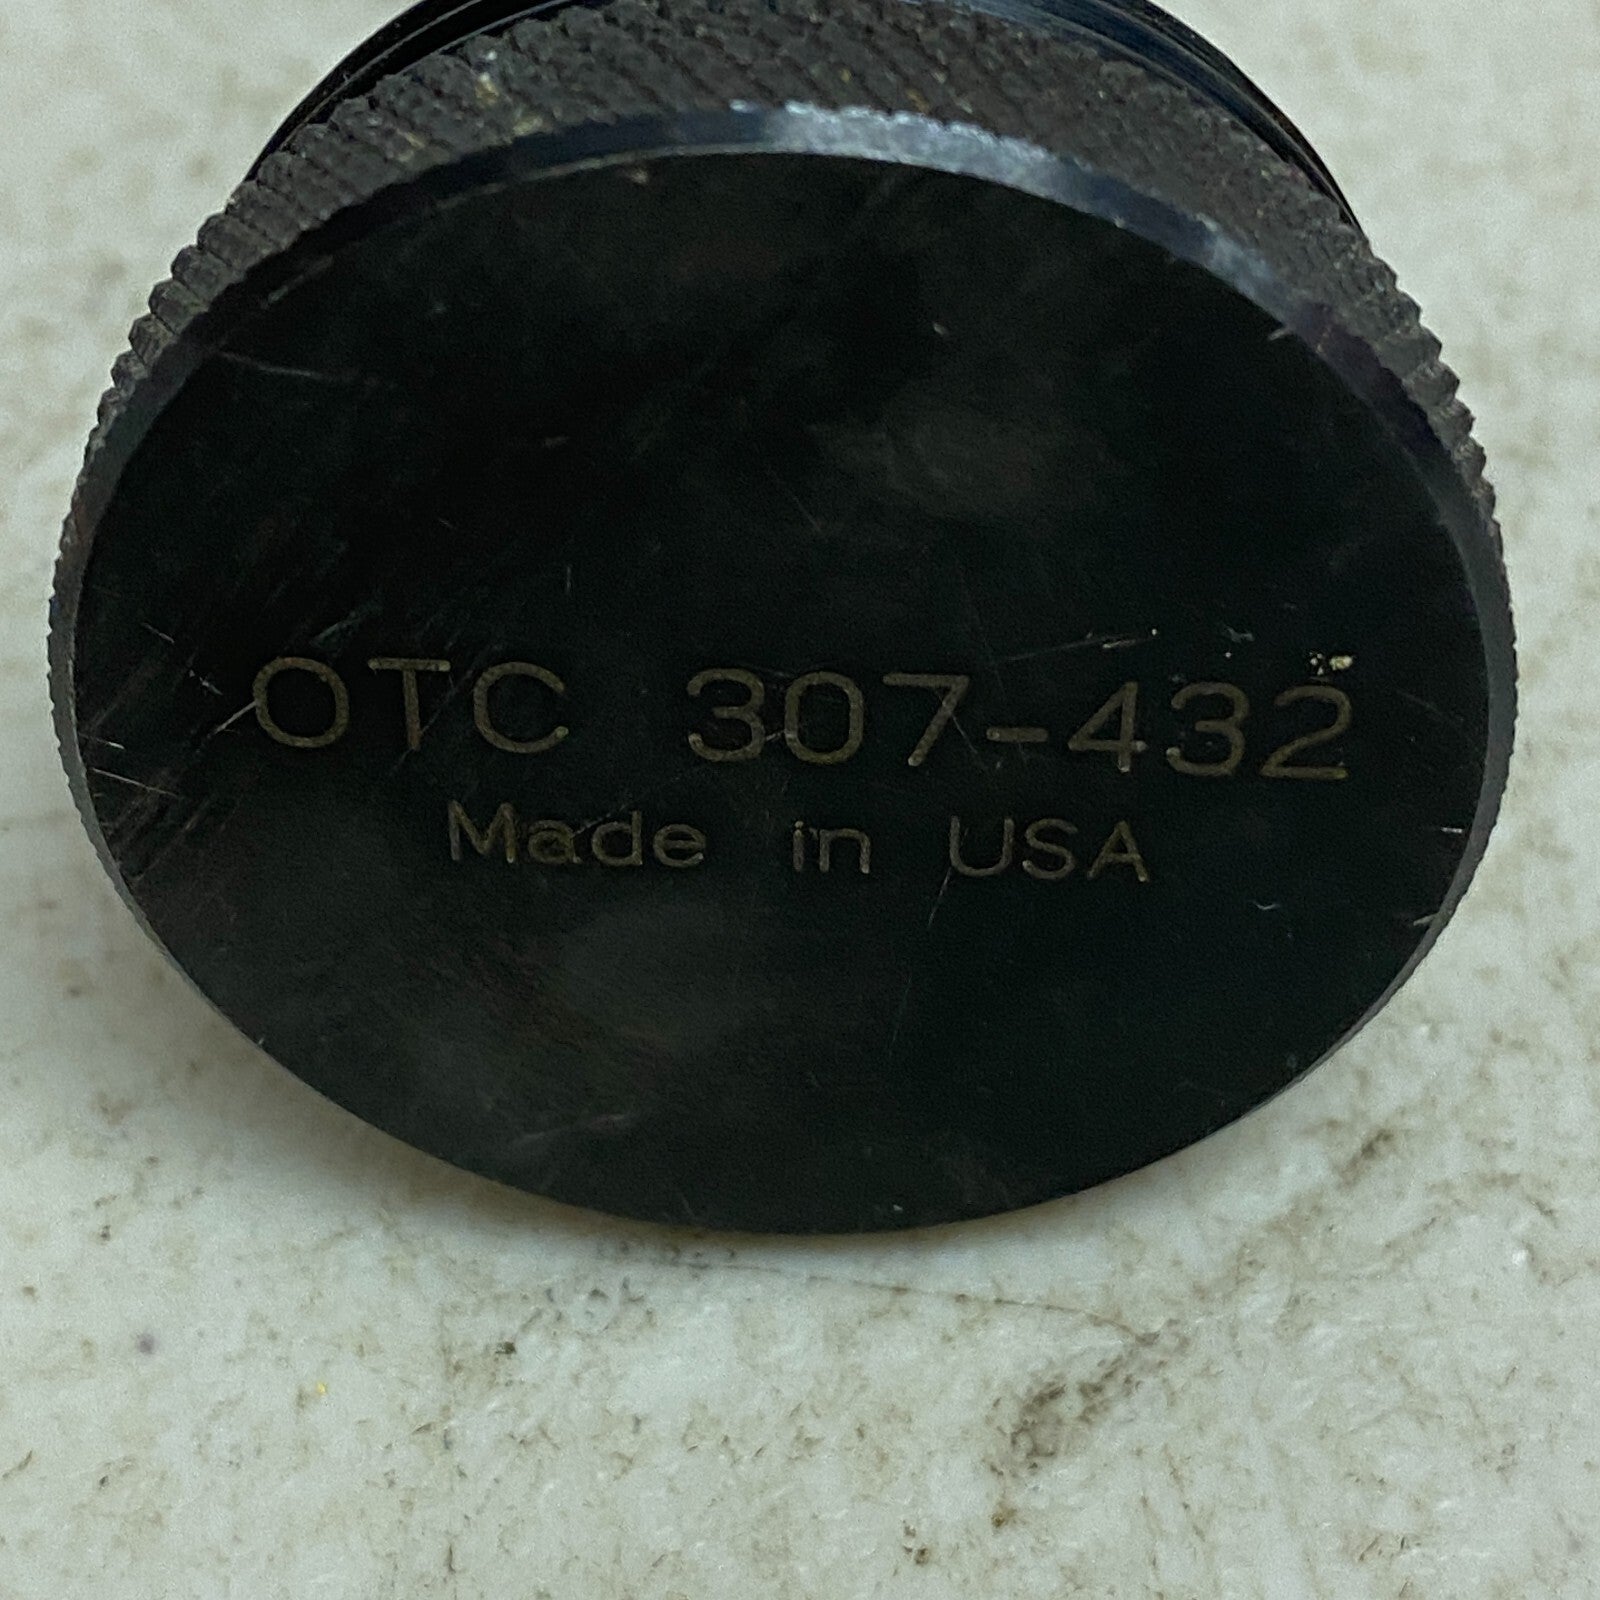 OTC 307-432
Made in USA